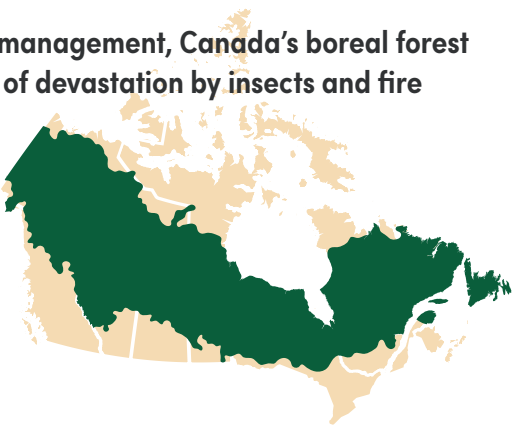 management, Canada’s boreal forest
of devastation by insects and fire